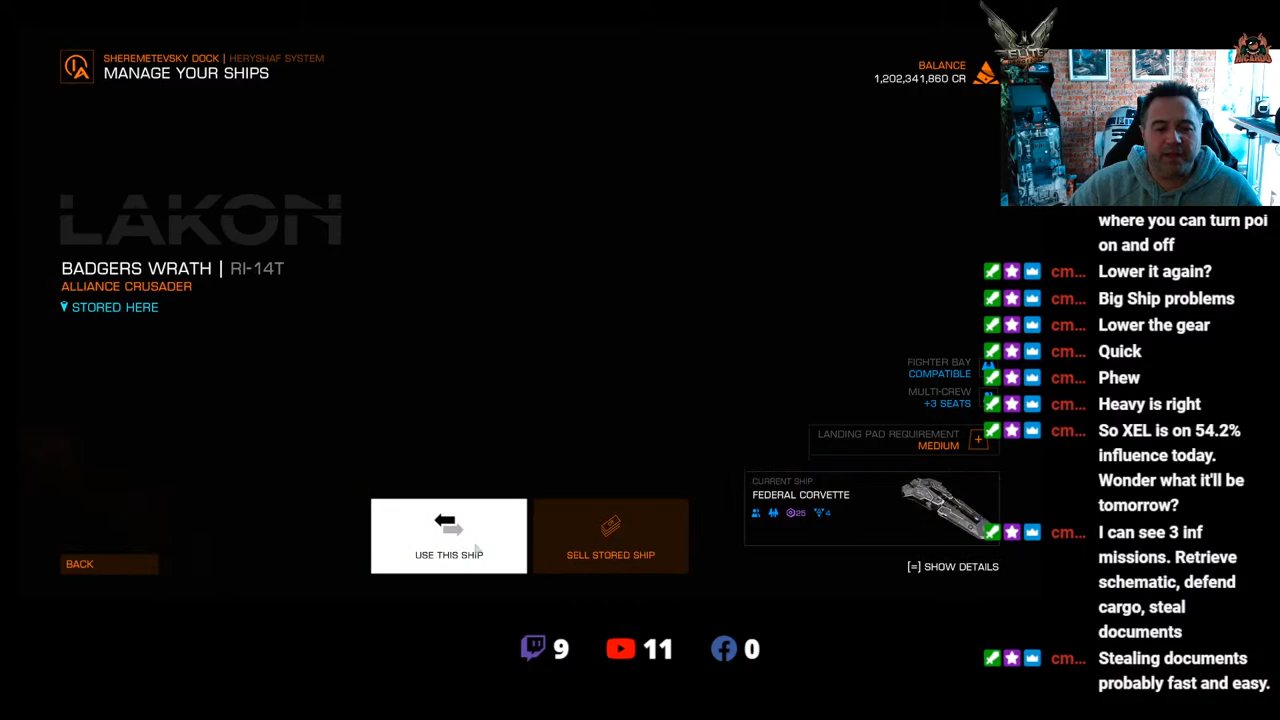 SHEREMETEVSKY DOCK | HERYSHAF SYSTEM
MANAGE YOUR SHIPS
BALANCE
1,202,341,860 CR
ELITE
LAKON
BADGERS WRATH | RI-14T
ALLIANCE CRUSADER
STORED HERE
FIGHTER BAY
COMPATIBLE
MULTI-CREW
+3 SEATS
LANDING PAD REQUIREMENT
MEDIUM
CURRENT SHIP
FEDERAL CORVETTE
25
4
[=] SHOW DETAILS
USE THIS SHIP
SELL STORED SHIP
BACK
9
11
0
where you can turn poi
on and off
cm... Lower it again?
cm... Big Ship problems
cm... Lower the gear
cm... Quick
cm... Phew
cm... Heavy is right
cm... So XEL is on 54.2%
influence today.
Wonder what it'll be
tomorrow?
cm... I can see 3 inf
missions. Retrieve
schematic, defend
cargo, steal
documents
cm... Stealing documents
probably fast and easy.